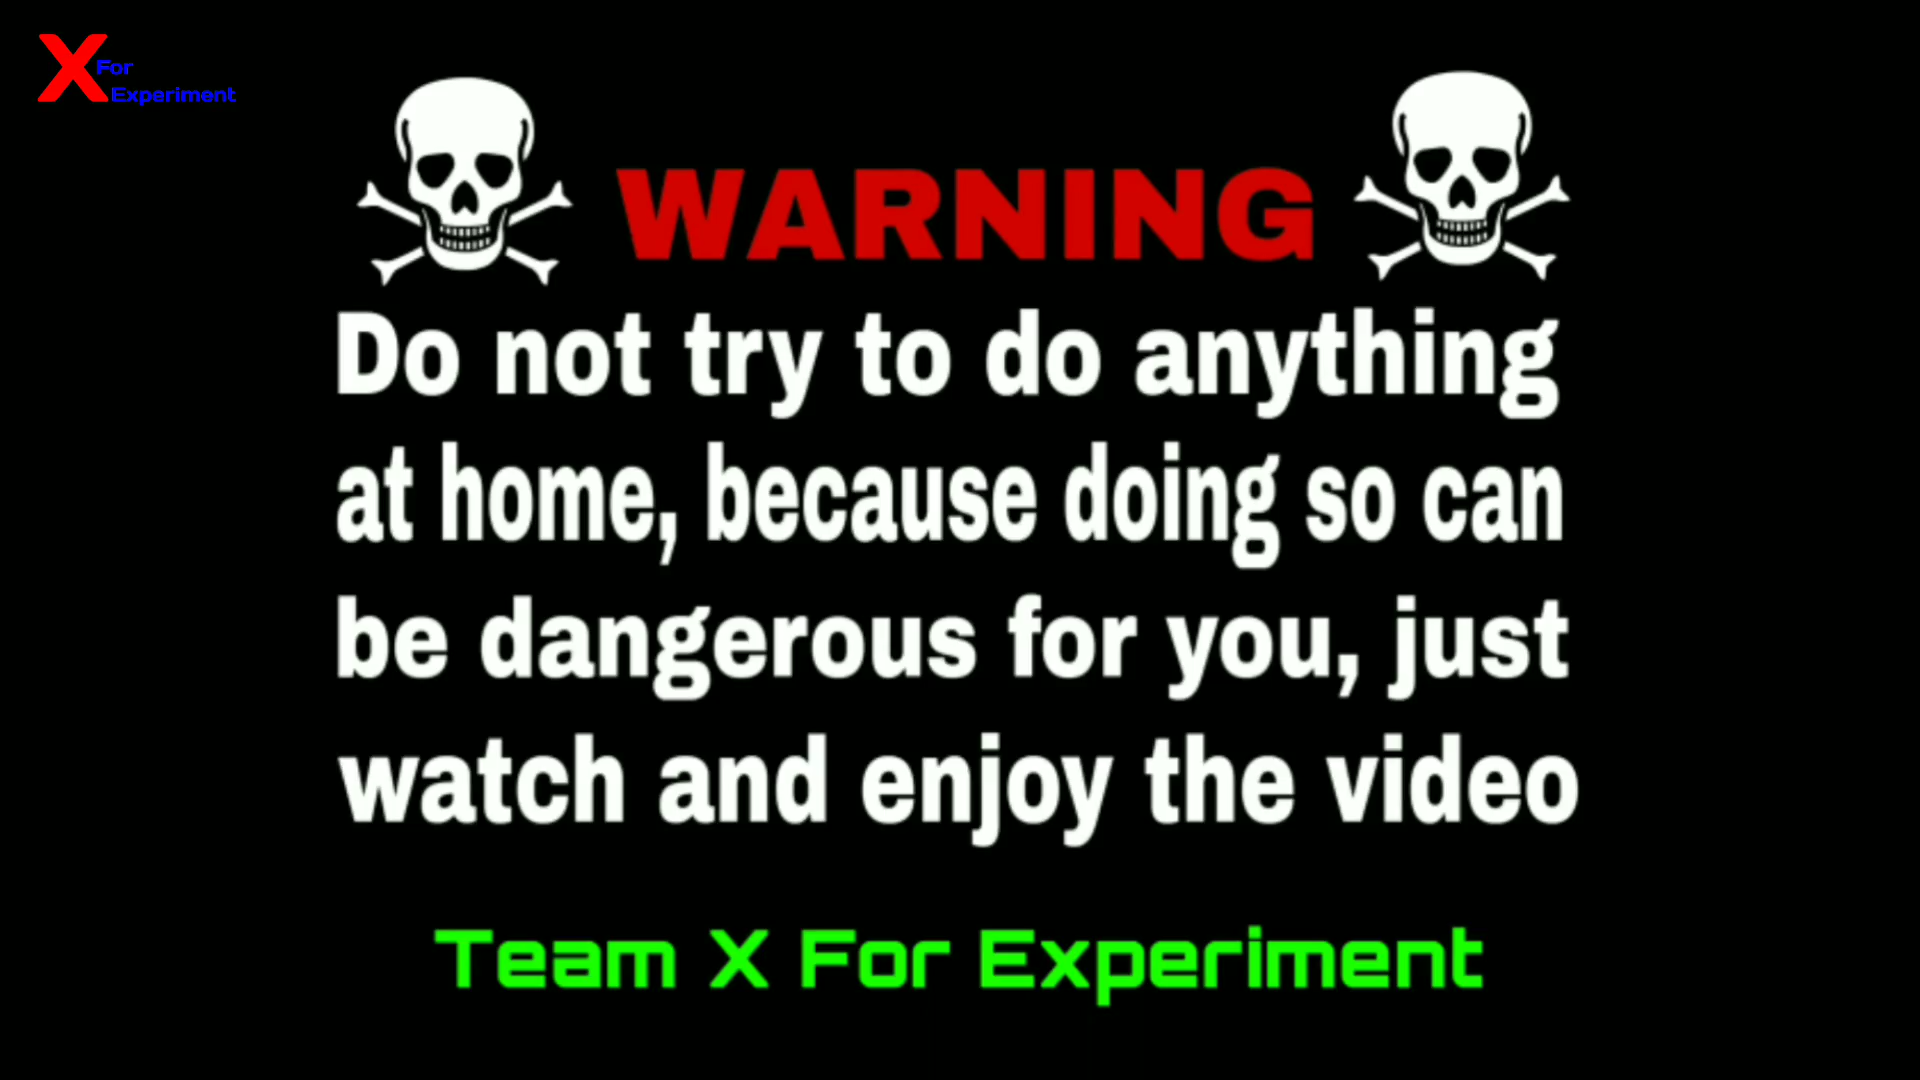 X For
Experiment
WARNING
Do not try to do anything
at home, because doing so can
be dangerous for you, just
watch and enjoy the video
Team X For Experiment